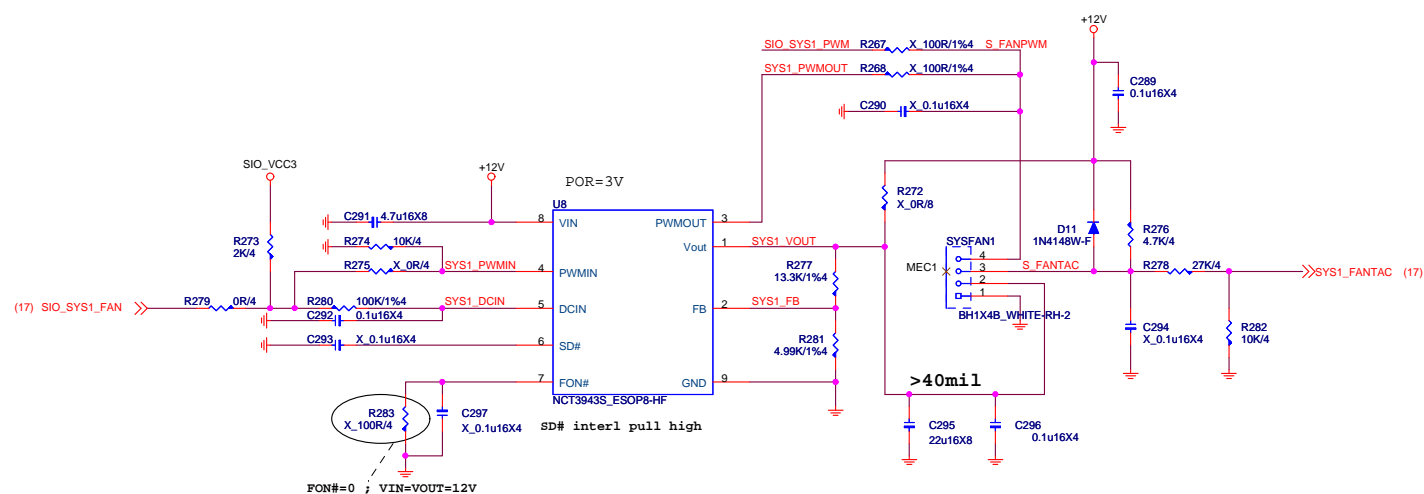 +12V
SIO_SYS1_PWM R267 X_100R/1%4 S_FANPWM
SYS1_PWMOUT R268 X_100R/1%4
C289
0.1u16X4
C290 X_0.1u16X4
SIO_VCC3
+12V
POR=3V
U8
R272
X_0R/8
C291 4.7u16X8
8 VIN
PWMOUT 3
R273
2K/4
R274 10K/4
Vout 1 SYS1_VOUT
D11
1N4148W-F
R276
4.7K/4
SYSFAN1
MEC1
4
3
2
1
S_FANTAC
R275 X_0R/4 SYS1_PWMIN
4 PWMIN
R277
13.3K/1%4
R278 27K/4
SYS1_FANTAC (17)
(17) SIO_SYS1_FAN
R279 0R/4
R280 100K/1%4 SYS1_DCIN
5 DCIN
FB 2 SYS1_FB
BH1X4B_WHITE-RH-2
C292 0.1u16X4
C293 X_0.1u16X4
6 SD#
R281
4.99K/1%4
C294
X_0.1u16X4
R282
10K/4
7 FON#
GND 9
>40mil
NCT3943S_ESOP8-HF
R283
X_100R/4
C297
X_0.1u16X4
SD# interl pull high
C295
22u16X8
C296
0.1u16X4
FON#=0 ; VIN=VOUT=12V